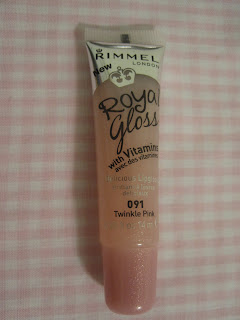 RIMMEL
LONDON
New
Royal
Gloss
with Vitamins
avec des vitamines
091
Twinkle Pink